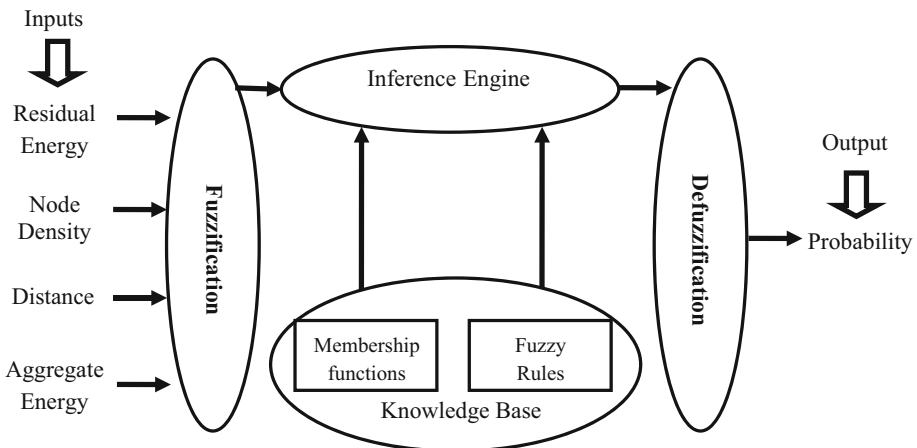 Inputs
Residual
Energy
Node
Density
Distance
Aggregate
Energy
Fuzzification
Inference Engine
Membership
functions
Fuzzy
Rules
Knowledge Base
Defuzzification
Output
Probability